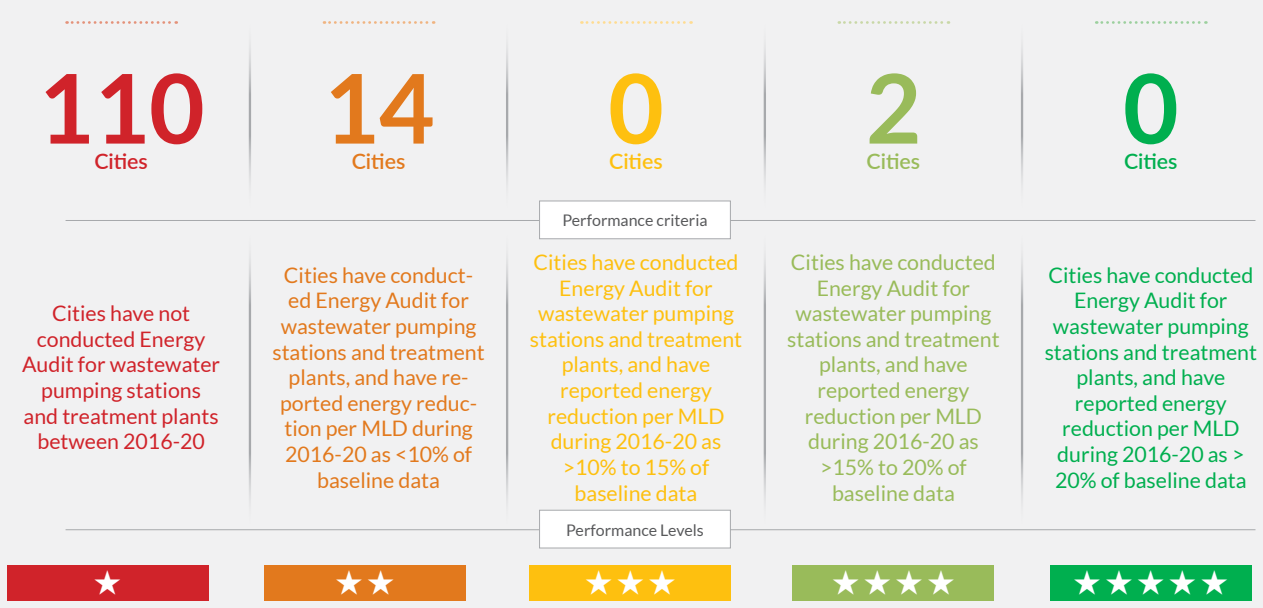 110
Cities
14
Cities
0
Cities
2
Cities
0
Cities
Performance criteria
Cities have not
conducted Energy
Audit for wastewater
pumping stations
and treatment plants
between 2016-20
Cities have conduct-
ed Energy Audit for
wastewater pumping
stations and treatment
plants, and have re-
ported energy reduc-
tion per MLD during
2016-20 as <10% of
baseline data
Cities have conducted
Energy Audit for
wastewater pumping
stations and treatment
plants, and have
reported energy
reduction per MLD
during 2016-20 as
>10% to 15% of
baseline data
Cities have conducted
Energy Audit for
wastewater pumping
stations and treatment
plants, and have
reported energy
reduction per MLD
during 2016-20 as
>15% to 20% of
baseline data
Cities have conducted
Energy Audit for
wastewater pumping
stations and treatment
plants, and have
reported energy
reduction per MLD
during 2016-20 as >
20% of baseline data
Performance Levels